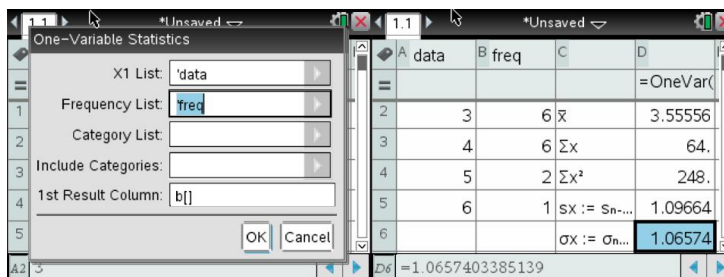 1.1 *Unsaved
One-Variable Statistics
X1 List: 'data
Frequency List: 'freq
Category List:
Include Categories:
1st Result Column: b[]
OK Cancel
1
2
3
4
5
A2 3
1.1 *Unsaved
A data B freq C D
= =OneVar(
2 3 6 x̄ 3.55556
3 4 6 Σx 64.
4 5 2 Σx² 248.
5 6 1 sx := sn-... 1.09664
6 σx := σn... 1.06574
D6 =1.0657403385139